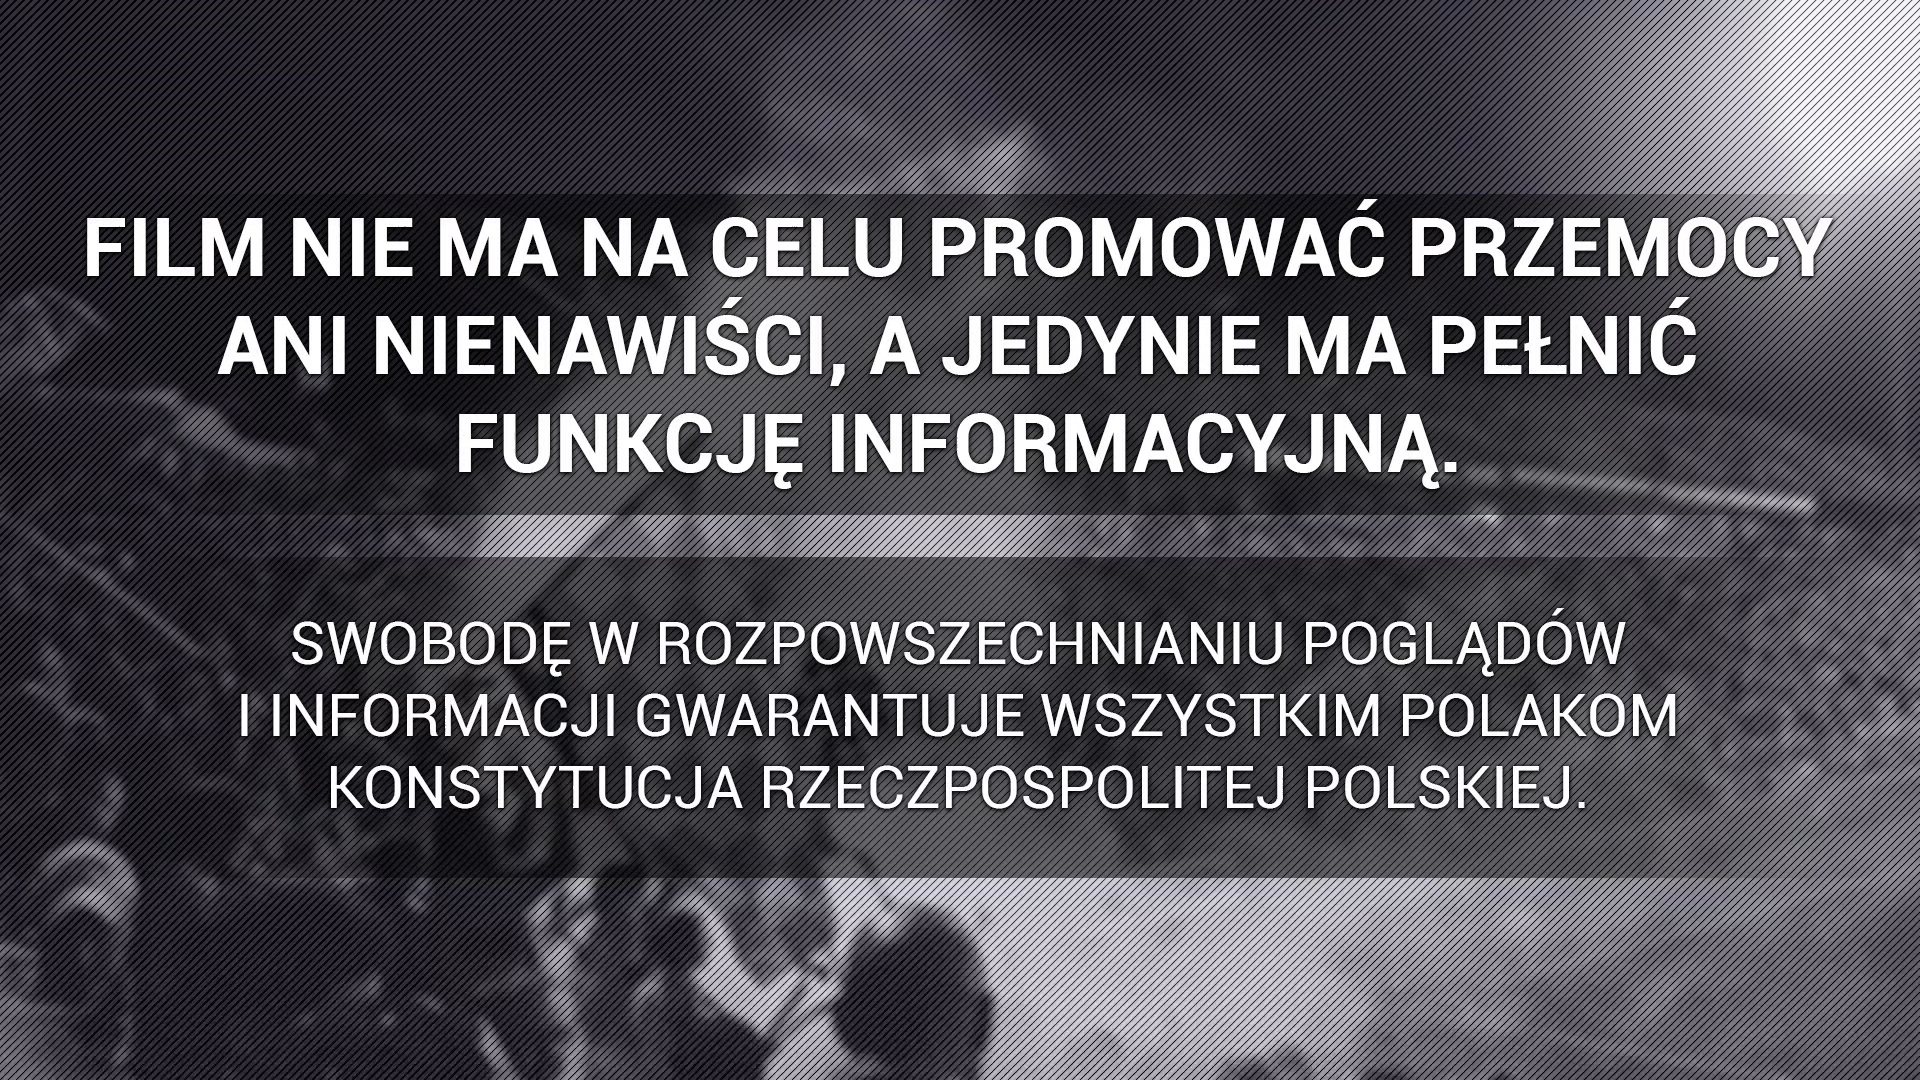 FILM NIE MA NA CELU PROMOWAĆ PRZEMOCY
ANI NIENAWIŚCI, A JEDYNIE MA PEŁNIĆ
FUNKCJĘ INFORMACYJNĄ.
SWOBODĘ W ROZPOWSZECHNIANIU POGLĄDÓW
I INFORMACJI GWARANTUJE WSZYSTKIM POLAKOM
KONSTYTUCJA RZECZPOSPOLITEJ POLSKIEJ.